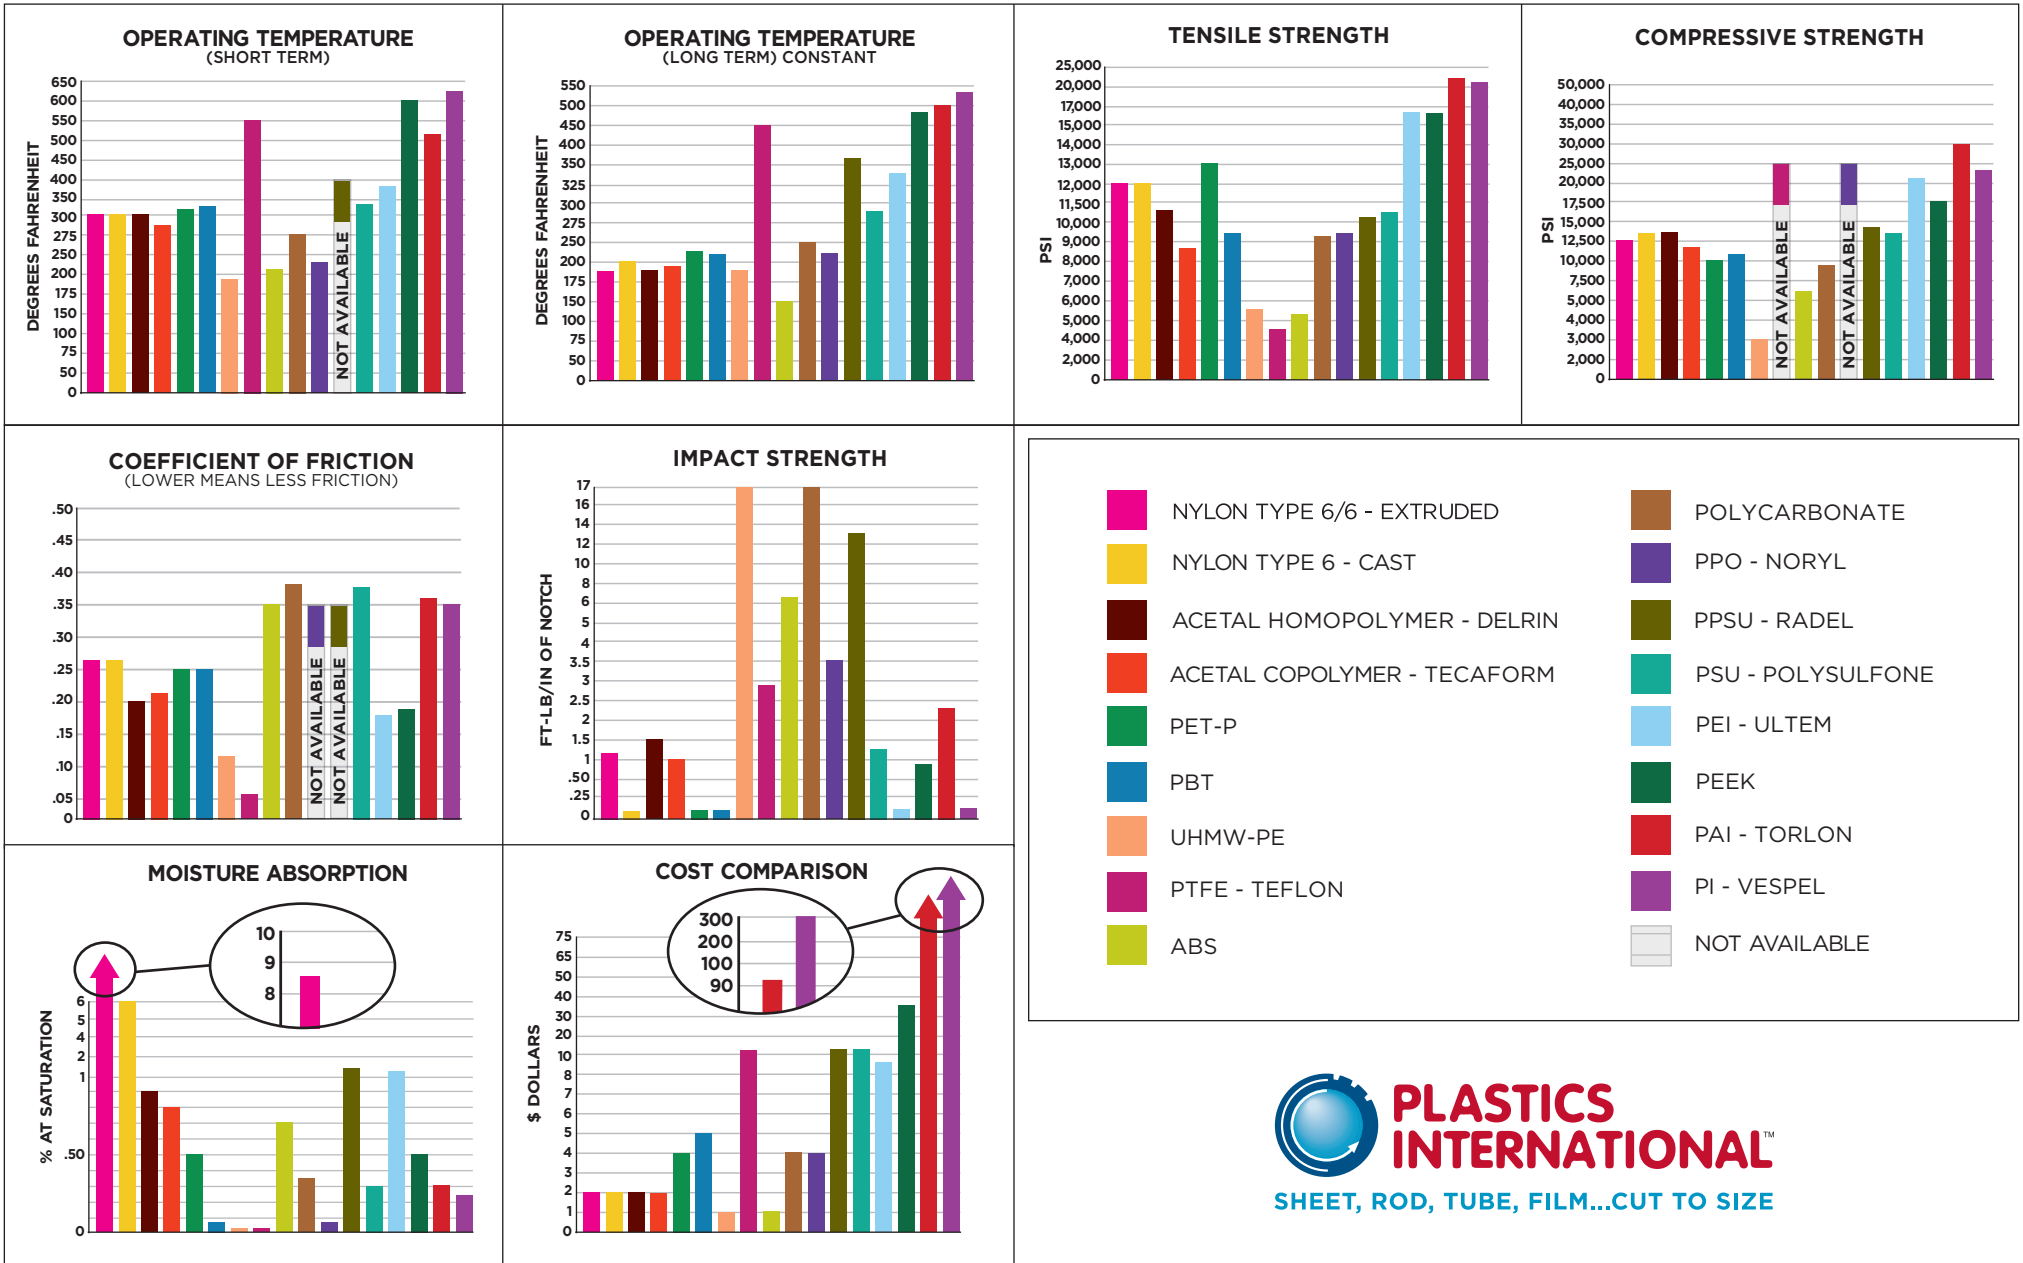 OPERATING TEMPERATURE
(SHORT TERM)
DEGREES FAHRENHEIT
650
600
550
500
450
400
350
300
275
250
200
175
150
100
75
50
0
NOT AVAILABLE
OPERATING TEMPERATURE
(LONG TERM) CONSTANT
DEGREES FAHRENHEIT
550
500
450
400
350
325
300
275
250
200
175
150
100
75
50
0
TENSILE STRENGTH
PSI
25,000
20,000
17,000
15,000
14,000
13,000
12,000
11,500
10,000
9,000
8,000
7,000
6,000
5,000
4,000
2,000
0
COMPRESSIVE STRENGTH
PSI
50,000
40,000
35,000
30,000
25,000
20,000
17,500
15,000
12,500
10,000
7,500
5,000
4,000
3,000
2,000
0
NOT AVAILABLE
NOT AVAILABLE
COEFFICIENT OF FRICTION
(LOWER MEANS LESS FRICTION)
.50
.45
.40
.35
.30
.25
.20
.15
.10
.05
0
NOT AVAILABLE
NOT AVAILABLE
IMPACT STRENGTH
FT-LB/IN OF NOTCH
17
16
14
12
10
8
6
5
4
3.5
3
2.5
2
1.5
1
.50
.25
0
NYLON TYPE 6/6 - EXTRUDED
NYLON TYPE 6 - CAST
ACETAL HOMOPOLYMER - DELRIN
ACETAL COPOLYMER - TECAFORM
PET-P
PBT
UHMW-PE
PTFE - TEFLON
ABS
POLYCARBONATE
PPO - NORYL
PPSU - RADEL
PSU - POLYSULFONE
PEI - ULTEM
PEEK
PAI - TORLON
PI - VESPEL
NOT AVAILABLE
MOISTURE ABSORPTION
% AT SATURATION
10
9
8
6
5
4
2
1
.50
0
COST COMPARISON
$ DOLLARS
300
200
100
90
75
65
50
40
30
20
10
8
7
6
5
4
3
2
1
0
PLASTICS
INTERNATIONAL™
SHEET, ROD, TUBE, FILM...CUT TO SIZE